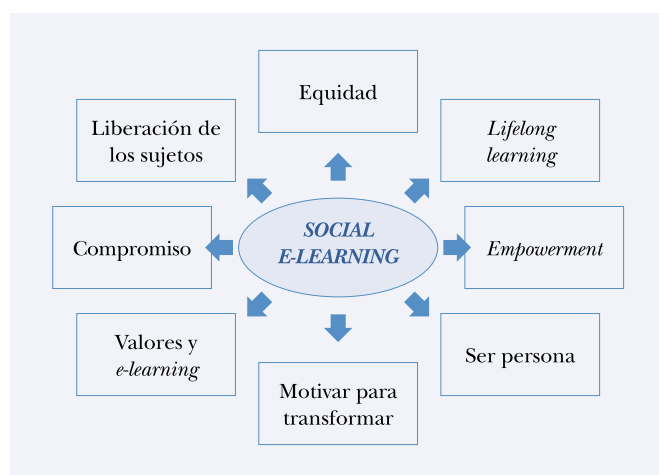 Equidad
Liberación de
los sujetos
Lifelong
learning
SOCIAL
E-LEARNING
Compromiso
Empowerment
Valores y
e-learning
Ser persona
Motivar para
transformar